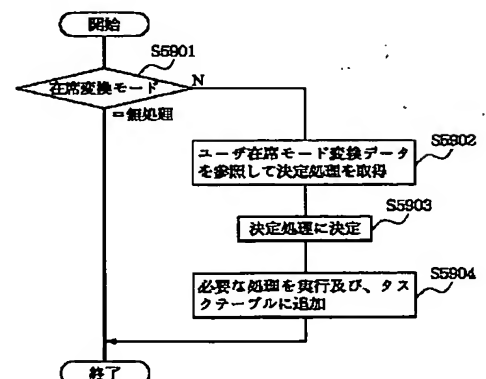 開始
S5901
在席変換モード
N
=無処理
ユーザ在席モード変換データ
を参照して決定処理を取得
S5902
S5903
決定処理に決定
S5904
必要な処理を実行及び、タス
クテーブルに追加
終了